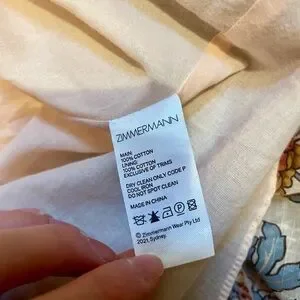 ZIMMERMANN
MAIN
100% COTTON
LINING:
100% COTTON
EXCLUSIVE OF TRIMS
DRY CLEAN ONLY CODE P
COOL IRON
DO NOT SPOT CLEAN
MADE IN CHINA
© Zimmermann Wear Pty Ltd
2021, Sydney.